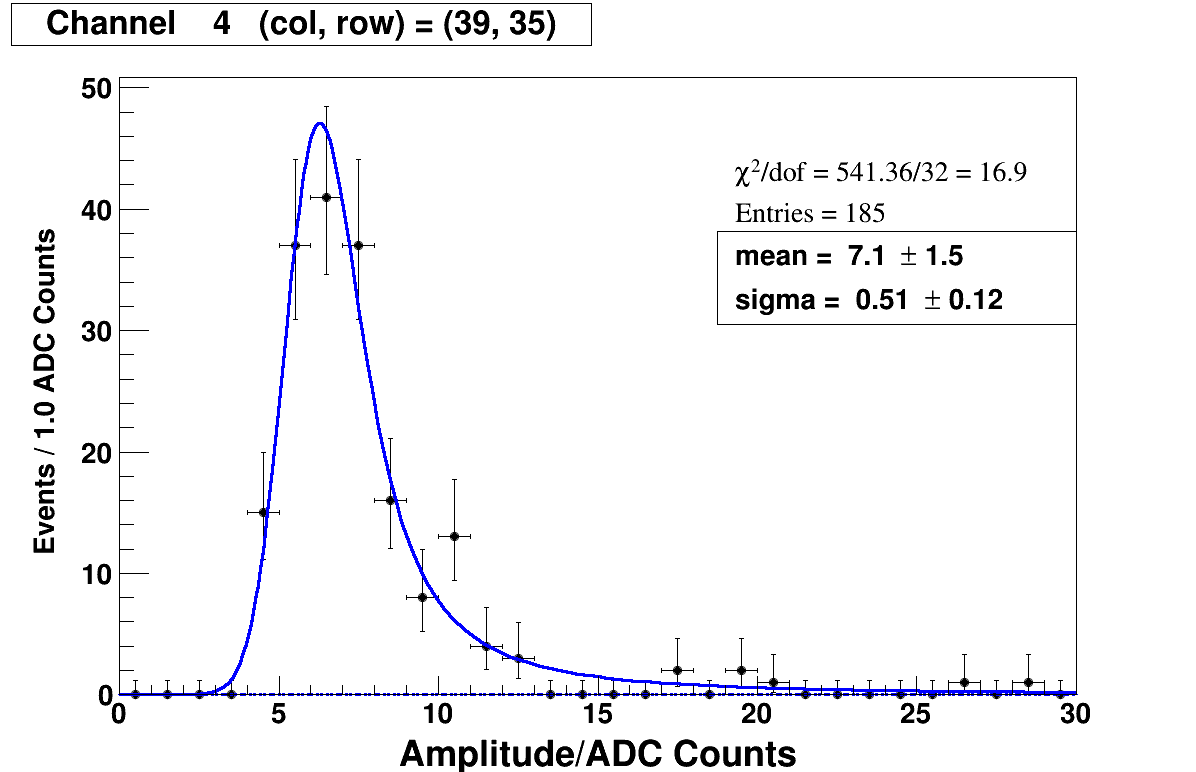 Channel 4 (col, row) = (39, 35)
50
40
30
20
10
0
Events / 1.0 ADC Counts
χ²/dof = 541.36/32 = 16.9
Entries = 185
mean = 7.1 ± 1.5
sigma = 0.51 ± 0.12
0 5 10 15 20 25 30
Amplitude/ADC Counts